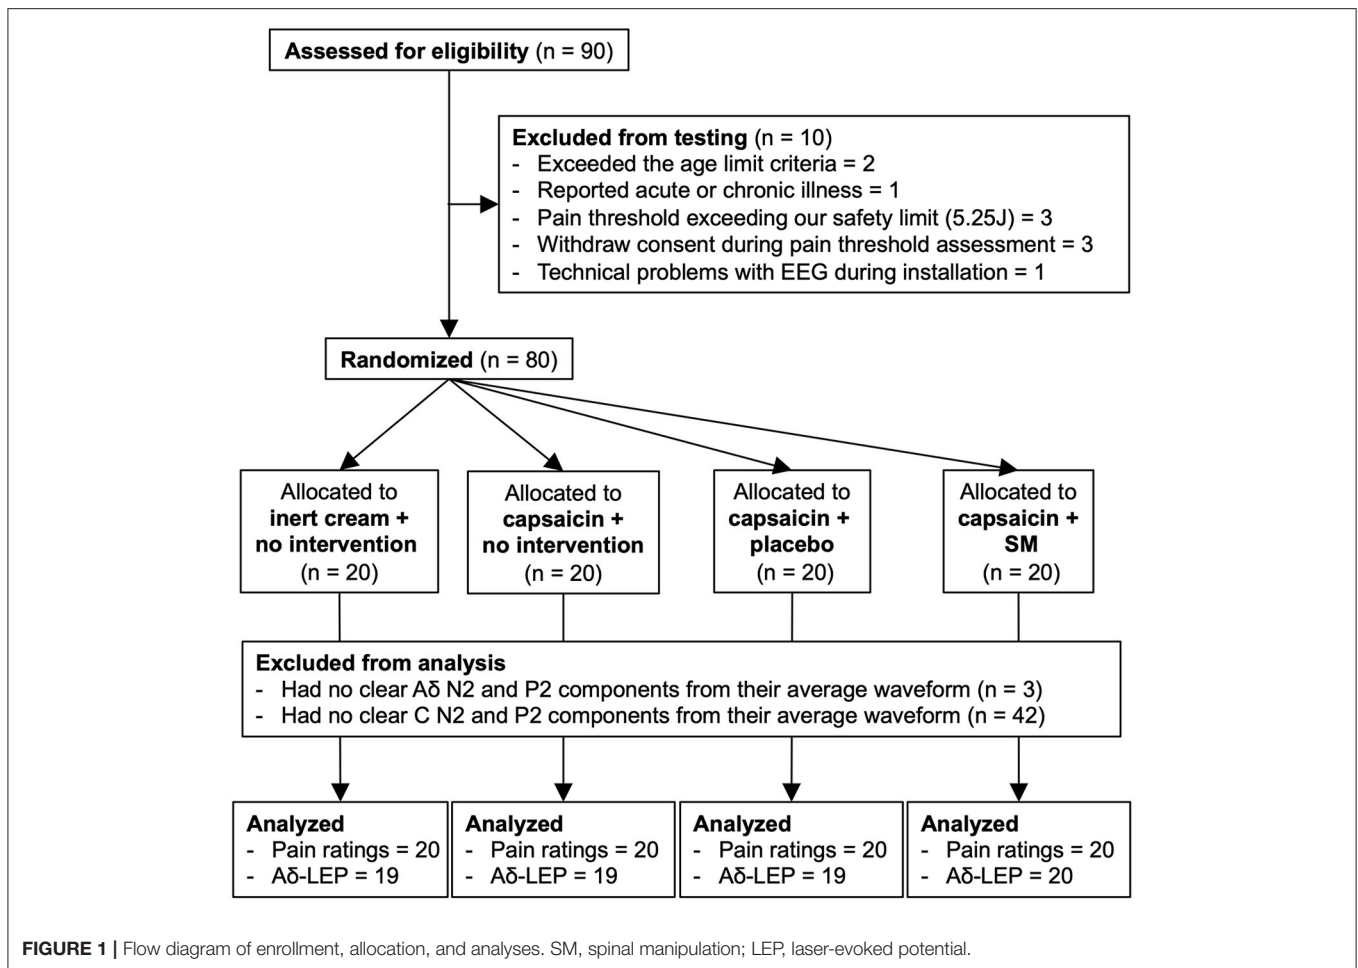 Assessed for eligibility (n = 90)
Excluded from testing (n = 10)
- Exceeded the age limit criteria = 2
- Reported acute or chronic illness = 1
- Pain threshold exceeding our safety limit (5.25J) = 3
- Withdraw consent during pain threshold assessment = 3
- Technical problems with EEG during installation = 1
Randomized (n = 80)
Allocated to
inert cream +
no intervention
(n = 20)
Allocated to
capsaicin +
no intervention
(n = 20)
Allocated to
capsaicin +
placebo
(n = 20)
Allocated to
capsaicin +
SM
(n = 20)
Excluded from analysis
- Had no clear Aδ N2 and P2 components from their average waveform (n = 3)
- Had no clear C N2 and P2 components from their average waveform (n = 42)
Analyzed
- Pain ratings = 20
- Aδ-LEP = 19
Analyzed
- Pain ratings = 20
- Aδ-LEP = 19
Analyzed
- Pain ratings = 20
- Aδ-LEP = 19
Analyzed
- Pain ratings = 20
- Aδ-LEP = 20
FIGURE 1 | Flow diagram of enrollment, allocation, and analyses. SM, spinal manipulation; LEP, laser-evoked potential.